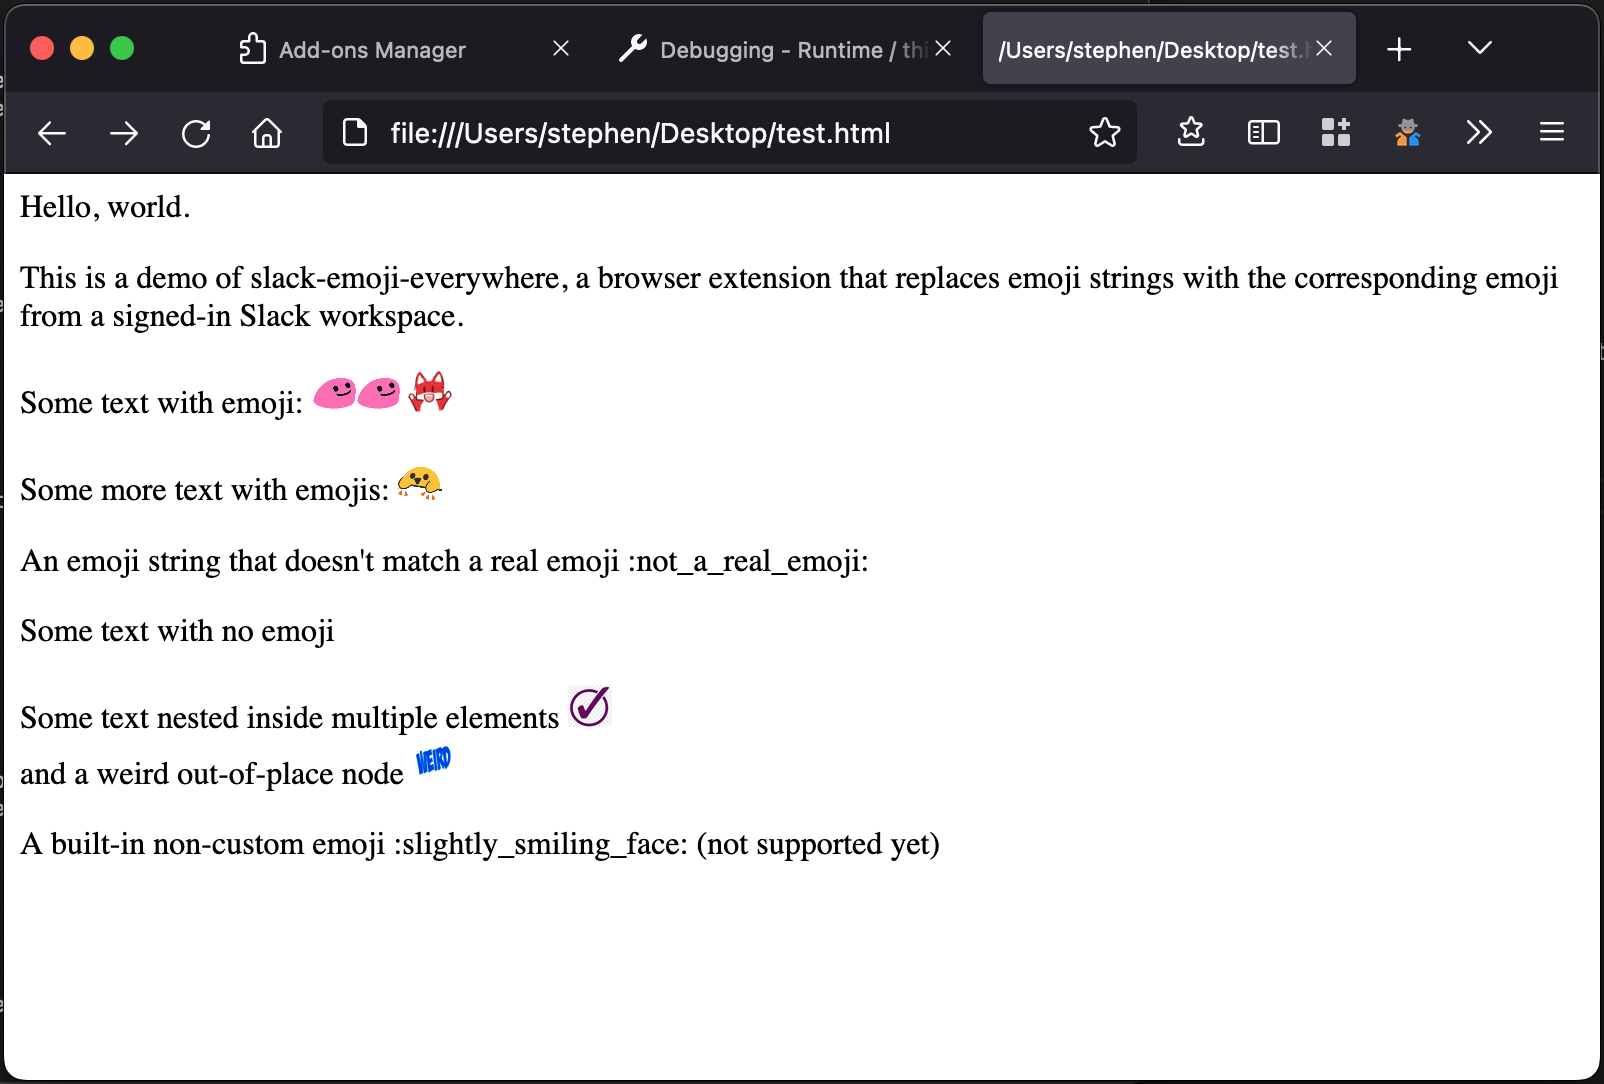 Add-ons Manager
Debugging - Runtime / thi
/Users/stephen/Desktop/test.h
file:///Users/stephen/Desktop/test.html
Hello, world.
This is a demo of slack-emoji-everywhere, a browser extension that replaces emoji strings with the corresponding emoji
from a signed-in Slack workspace.
Some text with emoji:
Some more text with emojis:
An emoji string that doesn't match a real emoji :not_a_real_emoji:
Some text with no emoji
Some text nested inside multiple elements
and a weird out-of-place node WEIRD
A built-in non-custom emoji :slightly_smiling_face: (not supported yet)